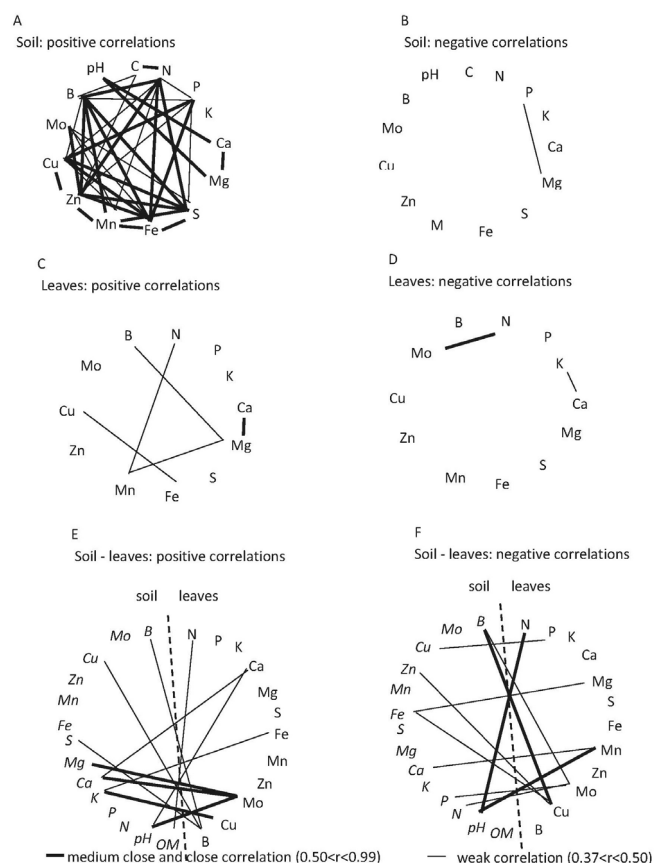 A
Soil: positive correlations
pH C N P K Ca Mg S Fe Mn Zn Cu Mo B
B
Soil: negative correlations
pH C N P K Ca Mg S Fe M Zn Cu Mo B
C
Leaves: positive correlations
B N P K Ca Mg S Fe Mn Zn Cu Mo
D
Leaves: negative correlations
B N P K Ca Mg S Fe Mn Zn Cu Mo
E
Soil - leaves: positive correlations
soil leaves
Mo B N P K Ca Mg S Fe Mn Zn Mo Cu B OM pH N P K Ca Mg S Fe Mn Zn Cu
F
Soil - leaves: negative correlations
soil leaves
Mo B N P K Ca Mg S Fe Mn Zn Mo Cu B OM pH N P K Ca Mg S Fe Mn Zn Cu
medium close and close correlation (0.50<r<0.99)
weak correlation (0.37<r<0.50)